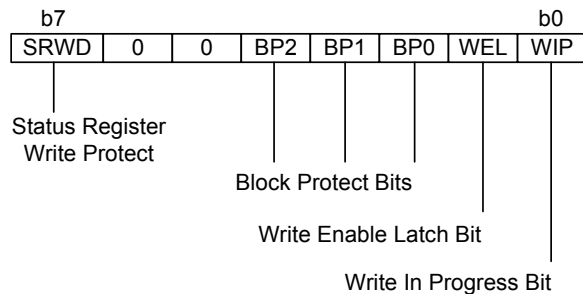 b7 b0
SRWD 0 0 BP2 BP1 BP0 WEL WIP
Status Register
Write Protect
Block Protect Bits
Write Enable Latch Bit
Write In Progress Bit